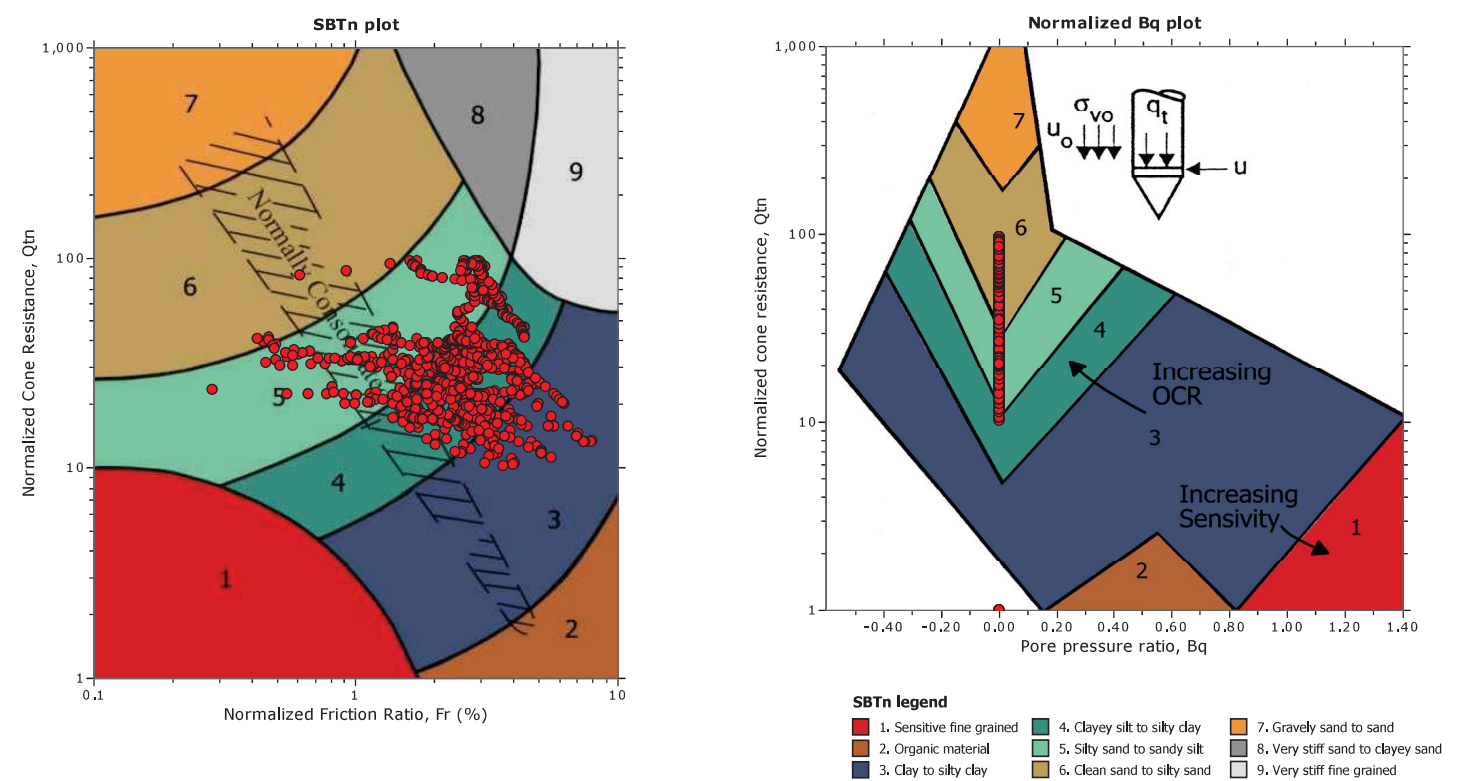 SBTn plot
1,000
100
10
1
0.1
1
10
Normalized Cone Resistance, Qtn
Normalized Friction Ratio, Fr (%)
7
8
9
6
5
4
3
1
2
Normalized Bq plot
1,000
100
10
1
-0.40
-0.20
0.00
0.20
0.40
0.60
0.80
1.00
1.20
1.40
Normalized cone resistance, Qtn
Pore pressure ratio, Bq
7
6
5
4
3
2
1
σvo
uo
qt
u
Increasing
OCR
Increasing
Sensivity
SBTn legend
1. Sensitive fine grained
2. Organic material
3. Clay to silty clay
4. Clayey silt to silty clay
5. Silty sand to sandy silt
6. Clean sand to silty sand
7. Gravely sand to sand
8. Very stiff sand to clayey sand
9. Very stiff fine grained
Normally